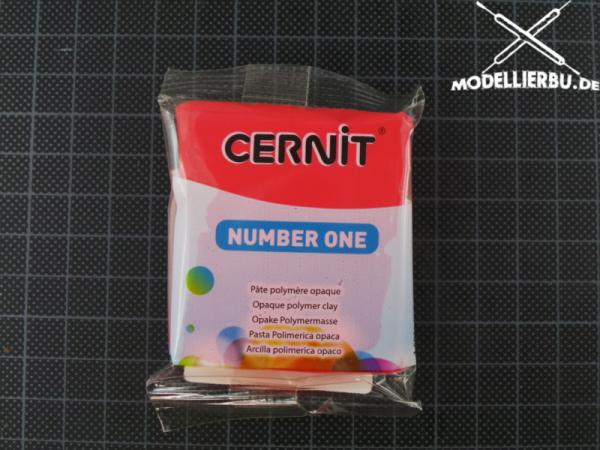 MODELLIERBU.DE
CERNIT®
NUMBER ONE
Pâte polymère opaque
Opaque polymer clay
Opake Polymermasse
Pasta Polimerica opaca
Arcilla polimerica opaco